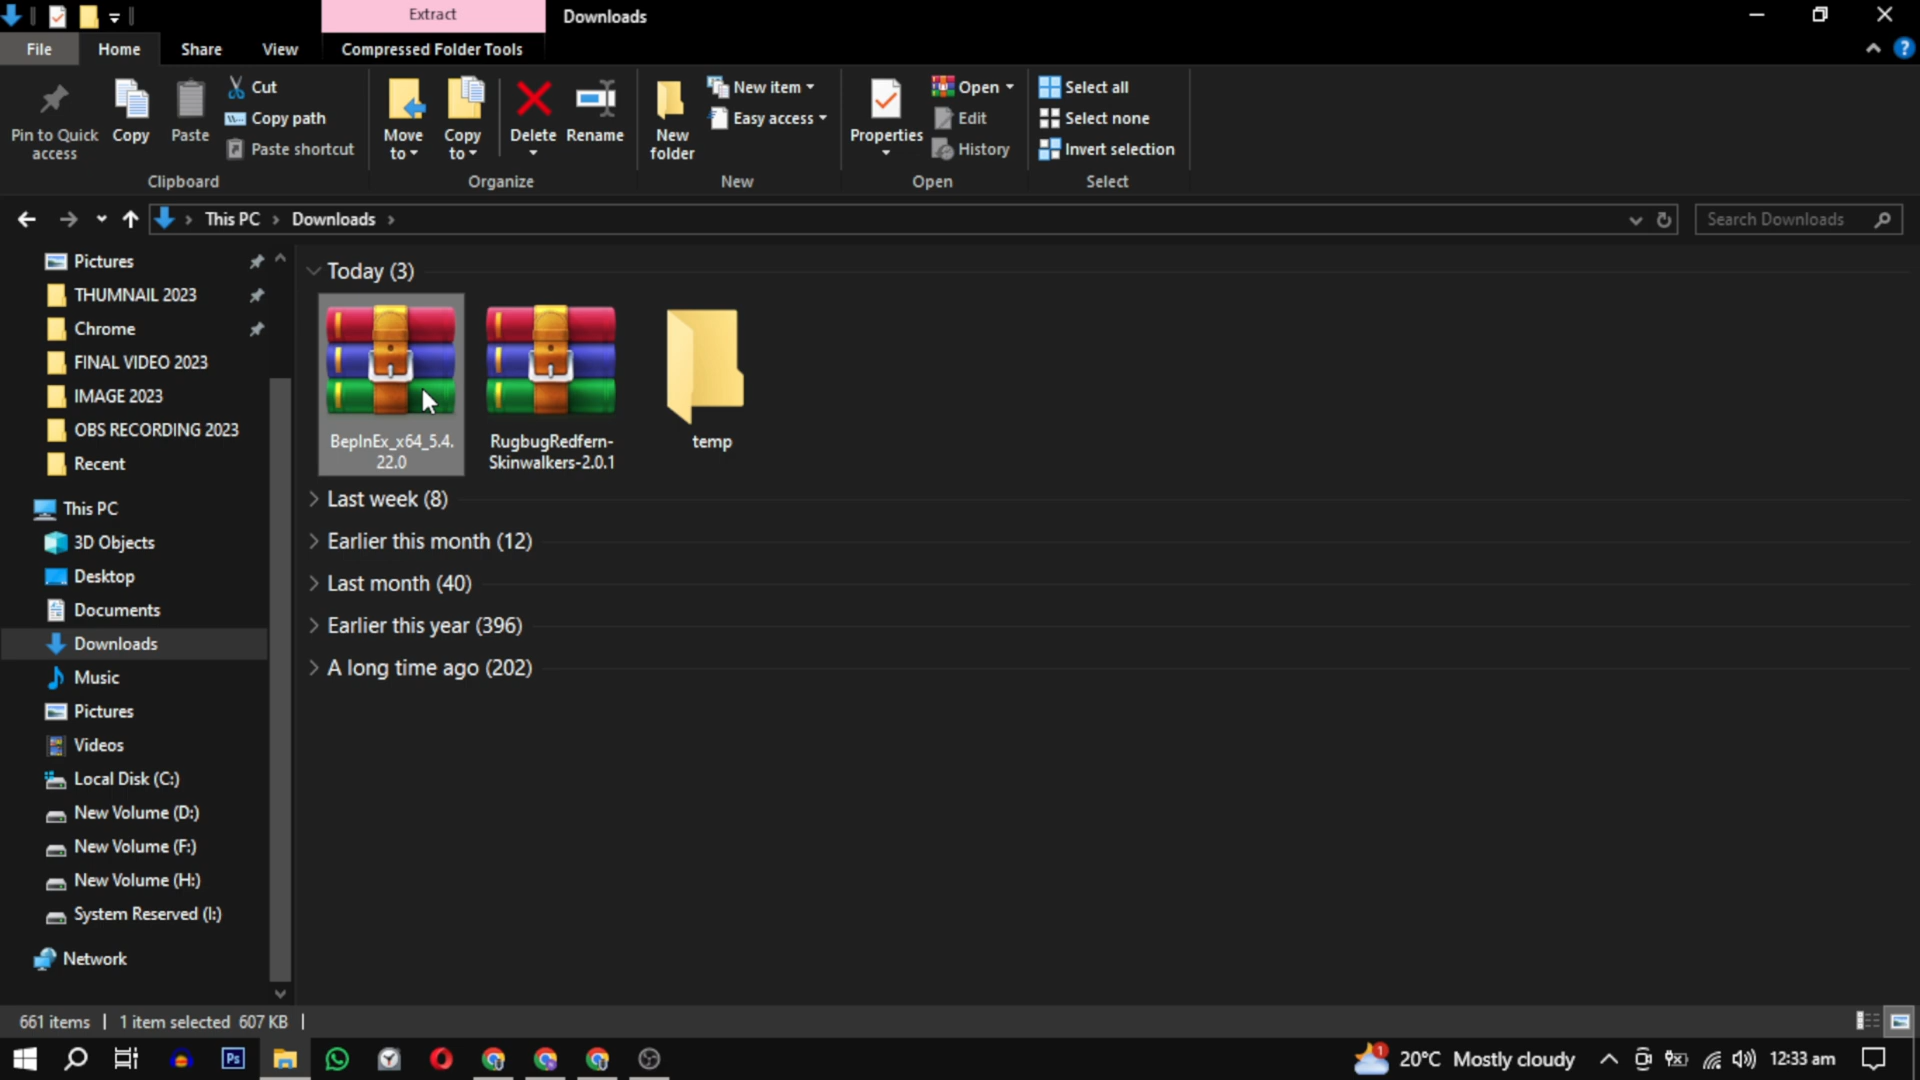 Extract
Downloads
File
Home
Share
View
Compressed Folder Tools
Pin to Quick
access
Copy
Paste
Cut
Copy path
Paste shortcut
Clipboard
Move
to
Copy
to
Delete
Rename
Organize
New
folder
New item
Easy access
New
Properties
Open
Edit
History
Open
Select all
Select none
Invert selection
Select
This PC
Downloads
Search Downloads
Pictures
THUMNAIL 2023
Chrome
FINAL VIDEO 2023
IMAGE 2023
OBS RECORDING 2023
Recent
This PC
3D Objects
Desktop
Documents
Downloads
Music
Pictures
Videos
Local Disk (C:)
New Volume (D:)
New Volume (F:)
New Volume (H:)
System Reserved (I:)
Network
Today (3)
BepInEx_x64_5.4.
22.0
RugbugRedfern-
Skinwalkers-2.0.1
temp
Last week (8)
Earlier this month (12)
Last month (40)
Earlier this year (396)
A long time ago (202)
661 items
1 item selected 607 KB
Ps
1
20°C Mostly cloudy
12:33 am